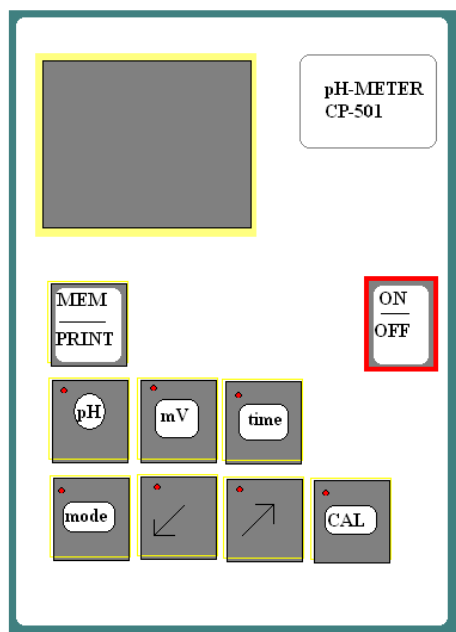 pH-METER
CP-501
MEM
PRINT
ON
OFF
pH
mV
time
mode
CAL